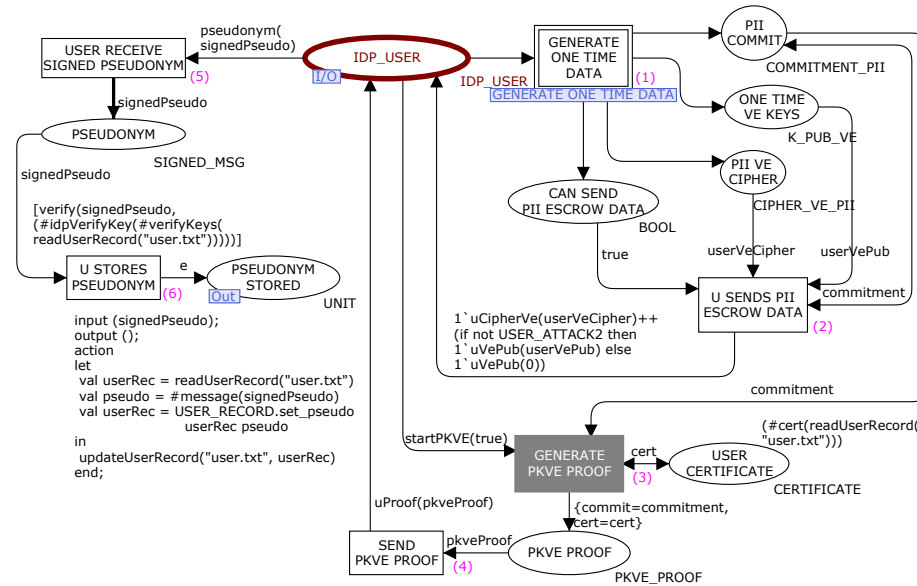 pseudonym(
signedPseudo)
USER RECEIVE
SIGNED PSEUDONYM
(5)
IDP_USER
I/O
IDP_USER
GENERATE
ONE TIME
DATA
(1)
GENERATE ONE TIME DATA
PII
COMMIT
COMMITMENT_PII
ONE TIME
VE KEYS
K_PUB_VE
PII VE
CIPHER
CIPHER_VE_PII
CAN SEND
PII ESCROW DATA
BOOL
signedPseudo
PSEUDONYM
SIGNED_MSG
signedPseudo
[verify(signedPseudo,
(#idpVerifyKey(#verifyKeys(
readUserRecord("user.txt")))))]
true
userVeCipher
userVePub
U STORES
PSEUDONYM
(6)
e
PSEUDONYM
STORED
Out
UNIT
U SENDS PII
ESCROW DATA
(2)
commitment
input (signedPseudo);
output ();
action
let
val userRec = readUserRecord("user.txt")
val pseudo = #message(signedPseudo)
val userRec = USER_RECORD.set_pseudo
userRec pseudo
in
updateUserRecord("user.txt", userRec)
end;
1`uCipherVe(userVeCipher)++
(if not USER_ATTACK2 then
1`uVePub(userVePub) else
1`uVePub(0))
commitment
startPKVE(true)
GENERATE
PKVE PROOF
cert
(3)
(#cert(readUserRecord(
"user.txt")))
USER
CERTIFICATE
CERTIFICATE
uProof(pkveProof)
{commit=commitment,
cert=cert}
SEND
PKVE PROOF
(4)
pkveProof
PKVE PROOF
PKVE_PROOF